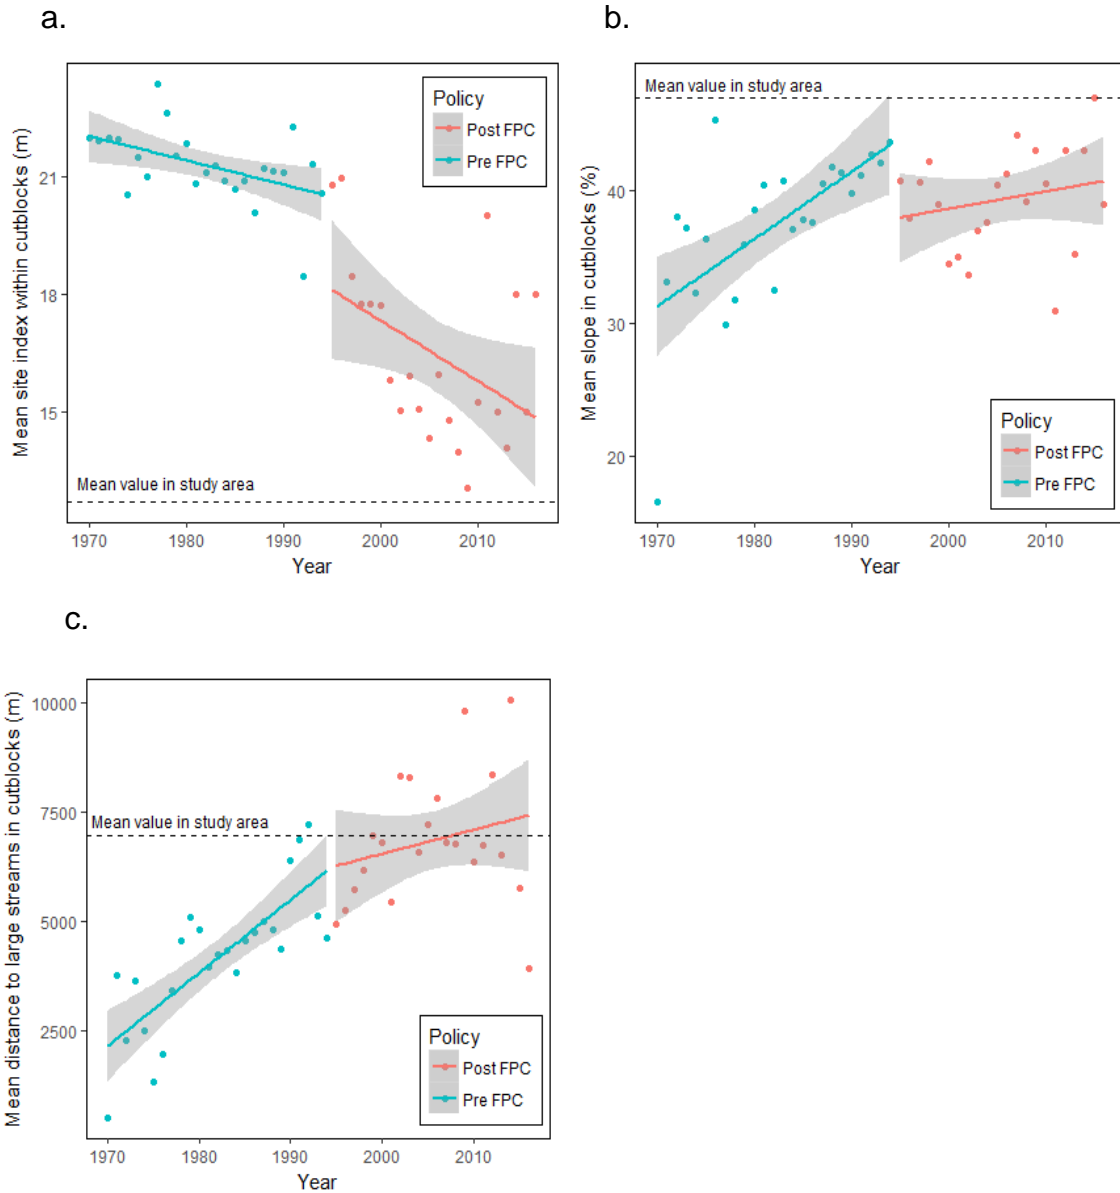 a.
Mean site index within cutblocks (m)
21
18
15
Policy
Post FPC
Pre FPC
Mean value in study area
1970 1980 1990 2000 2010
Year
b.
Mean slope in cutblocks (%)
40
30
20
Mean value in study area
Policy
Post FPC
Pre FPC
1970 1980 1990 2000 2010
Year
c.
Mean distance to large streams in cutblocks (m)
10000
7500
5000
2500
Mean value in study area
Policy
Post FPC
Pre FPC
1970 1980 1990 2000 2010
Year